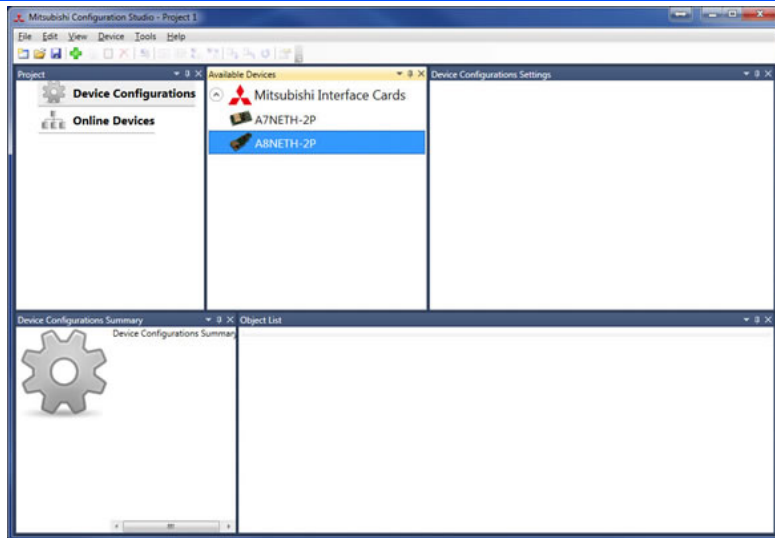 Mitsubishi Configuration Studio - Project 1
File Edit View Device Tools Help
Project
Device Configurations
Online Devices
Available Devices
Mitsubishi Interface Cards
A7NETH-2P
A8NETH-2P
Device Configurations Settings
Device Configurations Summary
Device Configurations Summary
Object List